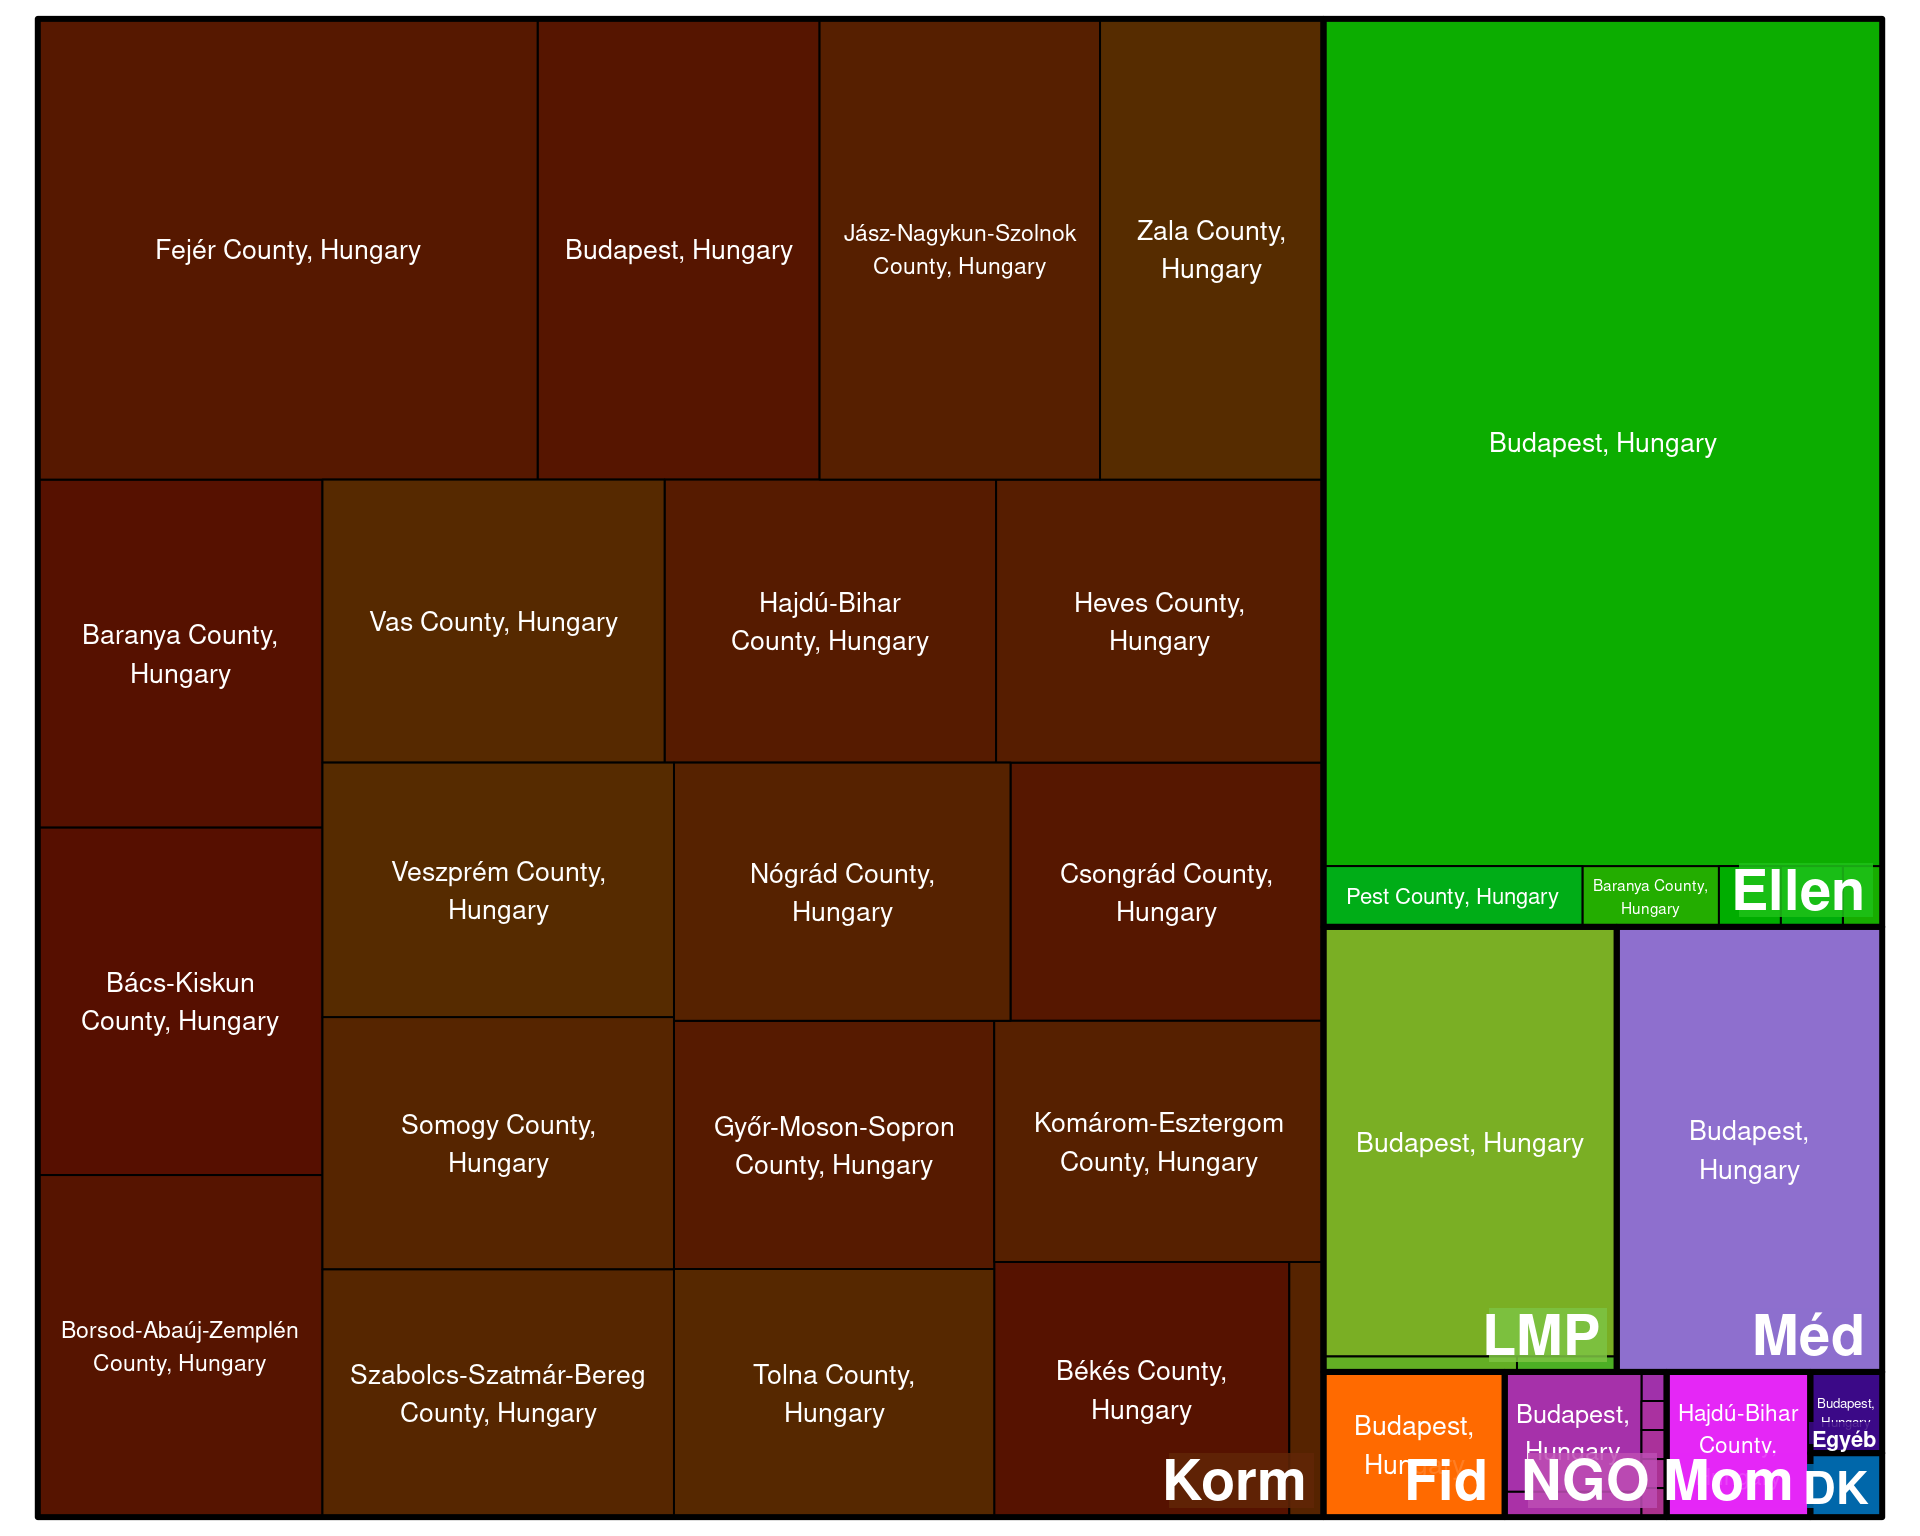 Fejér County, Hungary
Budapest, Hungary
Jász-Nagykun-Szolnok
County, Hungary
Zala County,
Hungary
Baranya County,
Hungary
Vas County, Hungary
Hajdú-Bihar
County, Hungary
Heves County,
Hungary
Bács-Kiskun
County, Hungary
Veszprém County,
Hungary
Nógrád County,
Hungary
Csongrád County,
Hungary
Somogy County,
Hungary
Győr-Moson-Sopron
County, Hungary
Komárom-Esztergom
County, Hungary
Borsod-Abaúj-Zemplén
County, Hungary
Szabolcs-Szatmár-Bereg
County, Hungary
Tolna County,
Hungary
Békés County,
Hungary
Korm
Budapest, Hungary
Pest County, Hungary
Baranya County,
Hungary
Ellen
Budapest, Hungary
LMP
Budapest,
Hungary
Méd
Budapest,
Hungary
Fid
Budapest,
Hungary
NGO
Hajdú-Bihar
County,
Mom
Budapest,
Hungary
Egyéb
DK